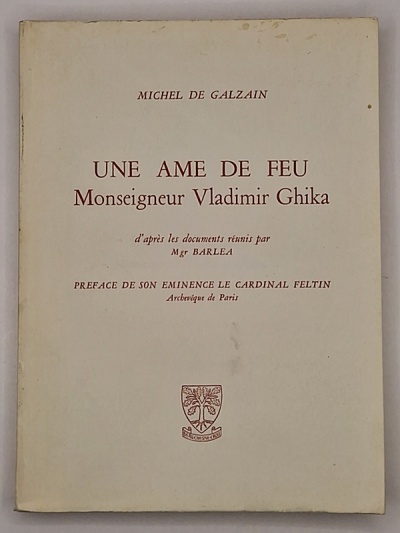 MICHEL DE GALZAIN
UNE AME DE FEU
Monseigneur Vladimir Ghika
d'après les documents réunis par
Mgr BARLEA
PREFACE DE SON EMINENCE LE CARDINAL FELTIN
Archevêque de Paris